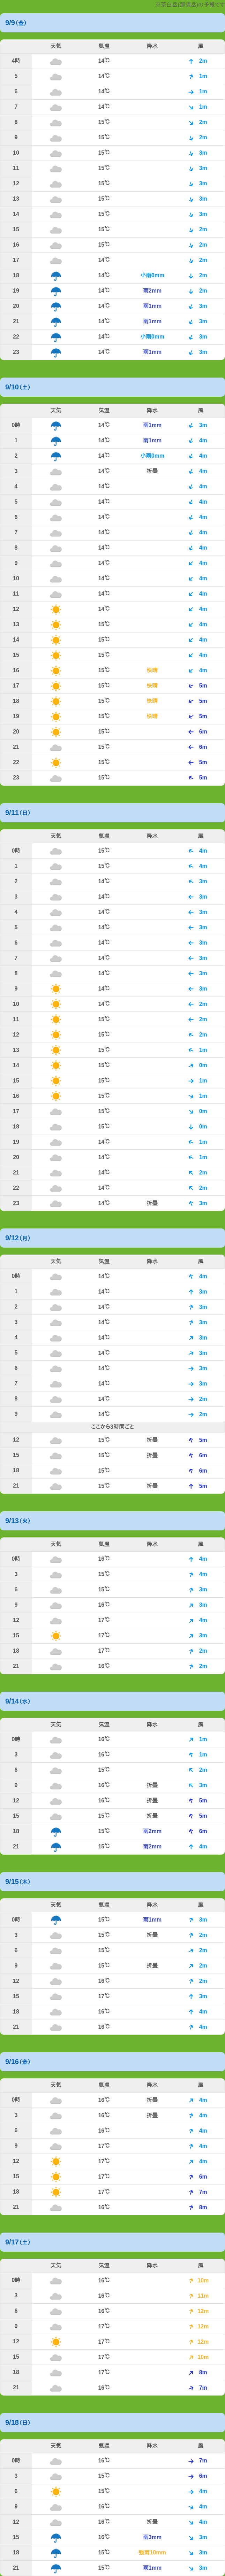 ※茶臼岳(那須岳)の予報です
9/9(金)
天気 気温 降水 風
4時 14℃ 2m
5 14℃ 1m
6 14℃ 1m
7 14℃ 1m
8 15℃ 2m
9 15℃ 2m
10 15℃ 3m
11 15℃ 3m
12 15℃ 3m
13 15℃ 3m
14 15℃ 3m
15 15℃ 2m
16 15℃ 2m
17 14℃ 2m
18 14℃ 小雨0mm 2m
19 14℃ 雨2mm 2m
20 14℃ 雨1mm 3m
21 14℃ 雨1mm 3m
22 14℃ 小雨0mm 3m
23 14℃ 雨1mm 3m
9/10(土)
天気 気温 降水 風
0時 14℃ 雨1mm 3m
1 14℃ 雨1mm 4m
2 14℃ 小雨0mm 4m
3 14℃ 折曇 4m
4 14℃ 4m
5 14℃ 4m
6 14℃ 4m
7 14℃ 4m
8 14℃ 4m
9 14℃ 4m
10 14℃ 4m
11 14℃ 4m
12 14℃ 4m
13 15℃ 4m
14 15℃ 4m
15 15℃ 4m
16 15℃ 快晴 4m
17 15℃ 快晴 5m
18 15℃ 快晴 5m
19 15℃ 快晴 5m
20 15℃ 6m
21 15℃ 6m
22 15℃ 5m
23 15℃ 5m
9/11(日)
天気 気温 降水 風
0時 15℃ 4m
1 15℃ 4m
2 15℃ 3m
3 14℃ 3m
4 14℃ 3m
5 14℃ 3m
6 14℃ 3m
7 14℃ 3m
8 14℃ 3m
9 14℃ 3m
10 14℃ 2m
11 15℃ 2m
12 15℃ 2m
13 15℃ 1m
14 15℃ 0m
15 15℃ 1m
16 15℃ 1m
17 15℃ 0m
18 15℃ 0m
19 14℃ 1m
20 14℃ 1m
21 14℃ 2m
22 14℃ 2m
23 14℃ 折曇 3m
9/12(月)
天気 気温 降水 風
0時 14℃ 4m
1 14℃ 3m
2 14℃ 3m
3 14℃ 3m
4 14℃ 3m
5 14℃ 3m
6 14℃ 3m
7 14℃ 3m
8 14℃ 2m
9 14℃ 2m
ここから3時間ごと
12 15℃ 折曇 5m
15 15℃ 折曇 6m
18 15℃ 6m
21 15℃ 折曇 5m
9/13(火)
天気 気温 降水 風
0時 16℃ 4m
3 15℃ 4m
6 15℃ 3m
9 16℃ 3m
12 17℃ 4m
15 17℃ 3m
18 17℃ 2m
21 16℃ 2m
9/14(水)
天気 気温 降水 風
0時 16℃ 1m
3 16℃ 1m
6 15℃ 2m
9 16℃ 折曇 3m
12 16℃ 折曇 5m
15 15℃ 折曇 5m
18 15℃ 雨2mm 6m
21 15℃ 雨2mm 4m
9/15(木)
天気 気温 降水 風
0時 15℃ 雨1mm 3m
3 15℃ 折曇 2m
6 15℃ 2m
9 15℃ 折曇 2m
12 16℃ 2m
15 17℃ 3m
18 16℃ 4m
21 16℃ 4m
9/16(金)
天気 気温 降水 風
0時 16℃ 折曇 4m
3 16℃ 折曇 4m
6 16℃ 4m
9 17℃ 4m
12 17℃ 4m
15 17℃ 6m
18 17℃ 7m
21 16℃ 8m
9/17(土)
天気 気温 降水 風
0時 16℃ 10m
3 16℃ 11m
6 16℃ 11m
9 17℃ 12m
12 17℃ 12m
15 17℃ 10m
18 17℃ 8m
21 16℃ 7m
9/18(日)
天気 気温 降水 風
0時 16℃ 7m
3 15℃ 6m
6 15℃ 4m
9 16℃ 4m
12 16℃ 折曇 4m
15 16℃ 雨3mm 3m
18 15℃ 強雨10mm 3m
21 15℃ 雨1mm 3m